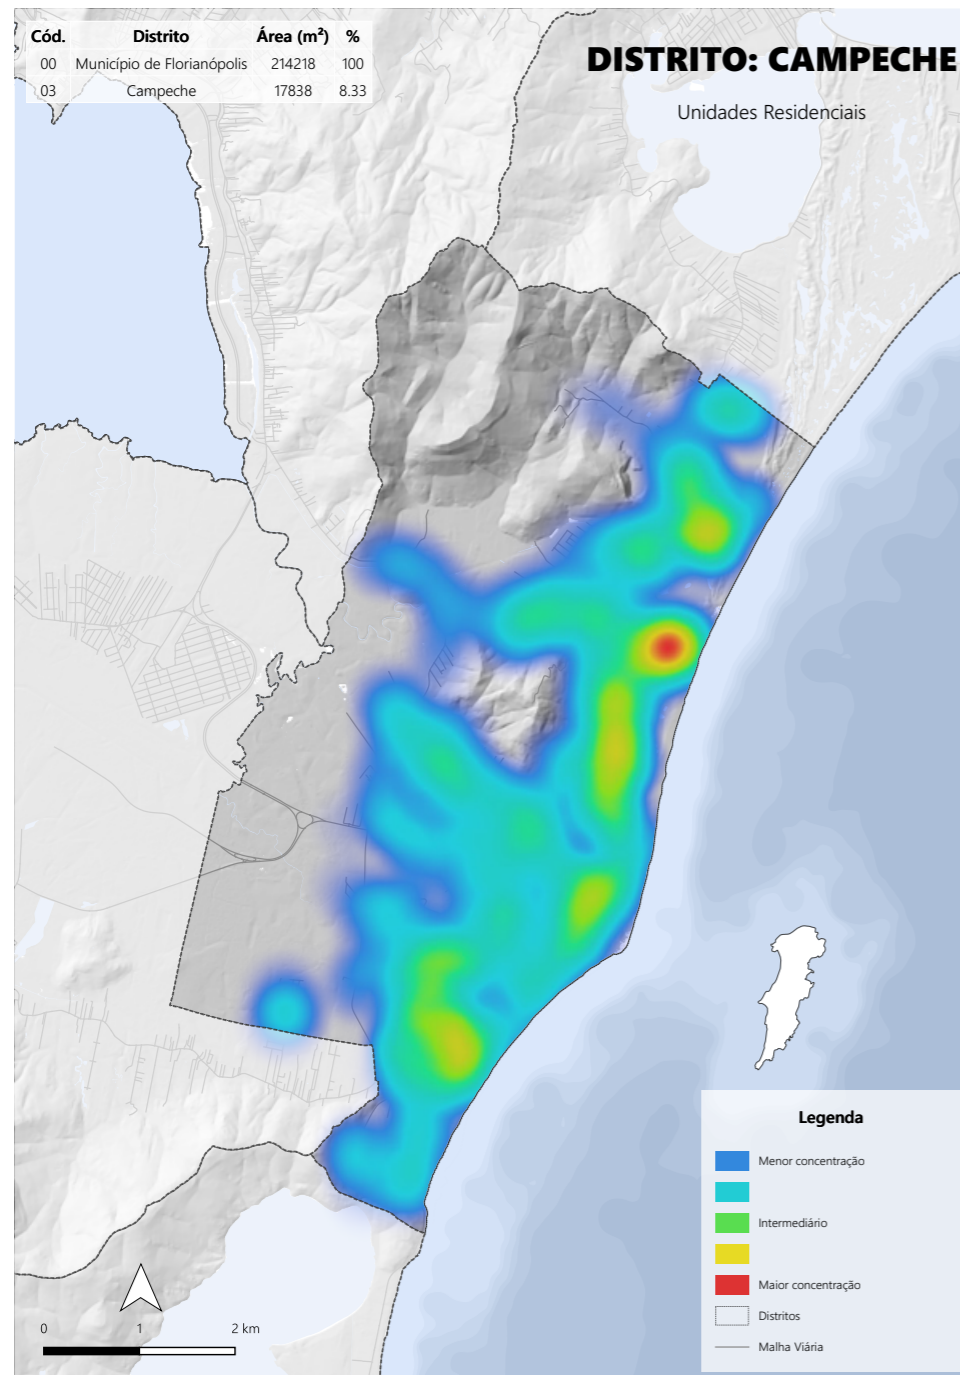 Cód. Distrito Área (m²) %
00 Município de Florianópolis 214218 100
03 Campeche 17838 8.33
DISTRITO: CAMPECHE
Unidades Residenciais
Legenda
Menor concentração
Intermediário
Maior concentração
Distritos
Malha Viária
0 1 2 km